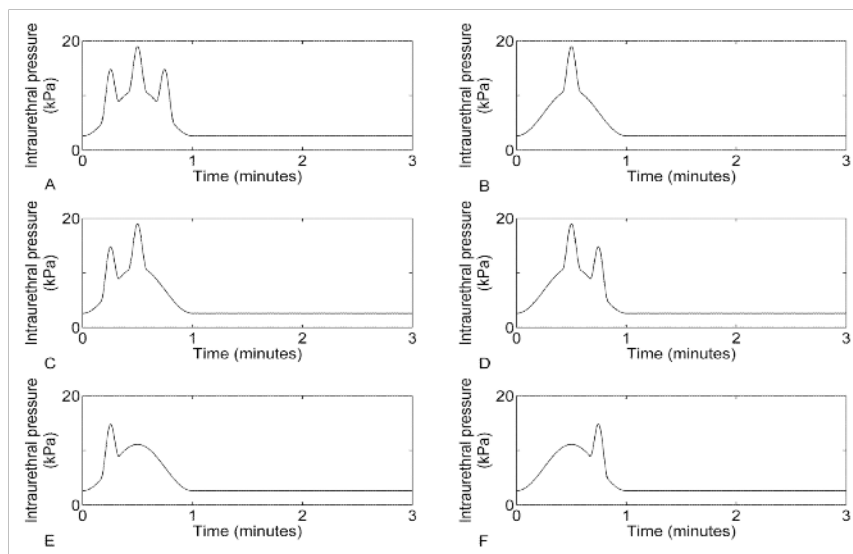 Intraurethral pressure
(kPa)
20
0
0
1
2
3
Time (minutes)
A
Intraurethral pressure
(kPa)
20
0
0
1
2
3
Time (minutes)
B
Intraurethral pressure
(kPa)
20
0
0
1
2
3
Time (minutes)
C
Intraurethral pressure
(kPa)
20
0
0
1
2
3
Time (minutes)
D
Intraurethral pressure
(kPa)
20
0
0
1
2
3
Time (minutes)
E
Intraurethral pressure
(kPa)
20
0
0
1
2
3
Time (minutes)
F